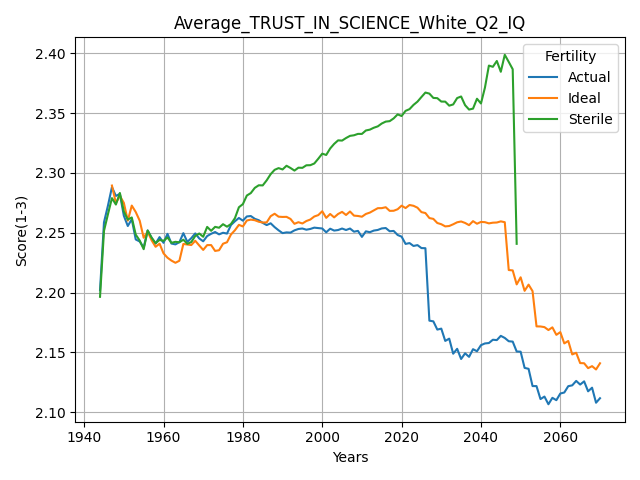 Average_TRUST_IN_SCIENCE_White_Q2_IQ
Fertility
Actual
Ideal
Sterile
Score(1-3)
2.40
2.35
2.30
2.25
2.20
2.15
2.10
1940
1960
1980
2000
2020
2040
2060
Years